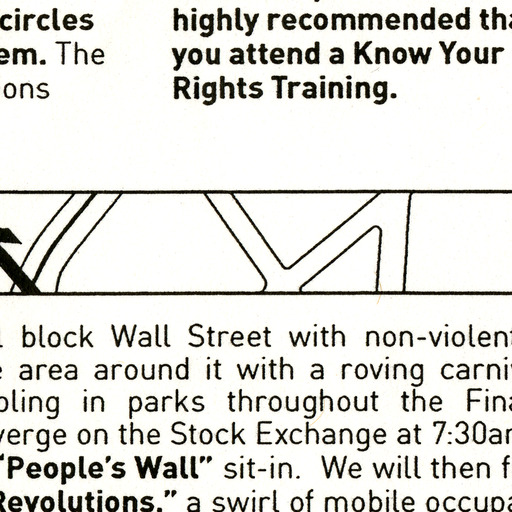 circles
em. The
ons
highly recommended tha
you attend a Know Your
Rights Training.
l block Wall Street with non-violent
e area around it with a roving carni
bling in parks throughout the Fina
verge on the Stock Exchange at 7:30am
"People's Wall" sit-in. We will then f
Revolutions," a swirl of mobile occupa